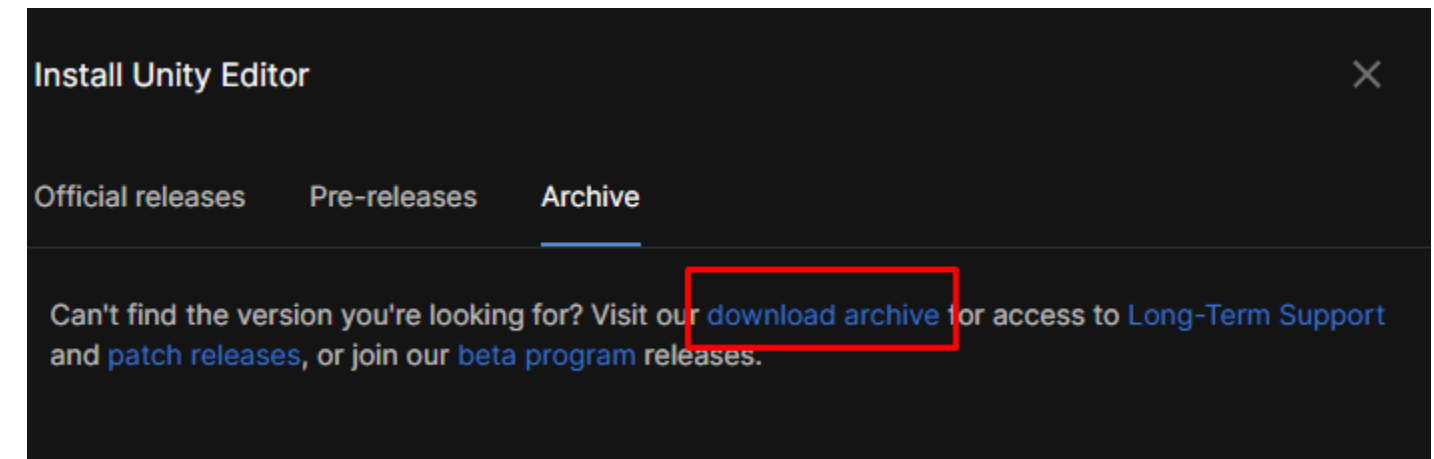 Install Unity Editor
Official releases Pre-releases Archive
Can't find the version you're looking for? Visit our download archive for access to Long-Term Support
and patch releases, or join our beta program releases.